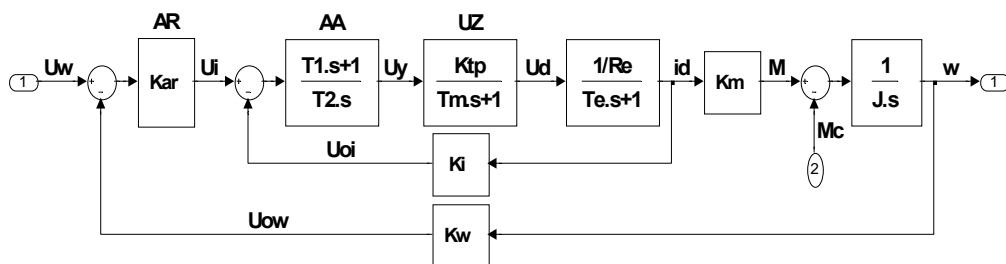 AR AA UZ
1 Uw + - Kar Ui + - T1.s+1 Uy Ktp Ud 1/Re id Km M + - 1 w 1
T2.s Tm.s+1 Te.s+1 J.s
Uoi Ki Mc
2
Uow Kw